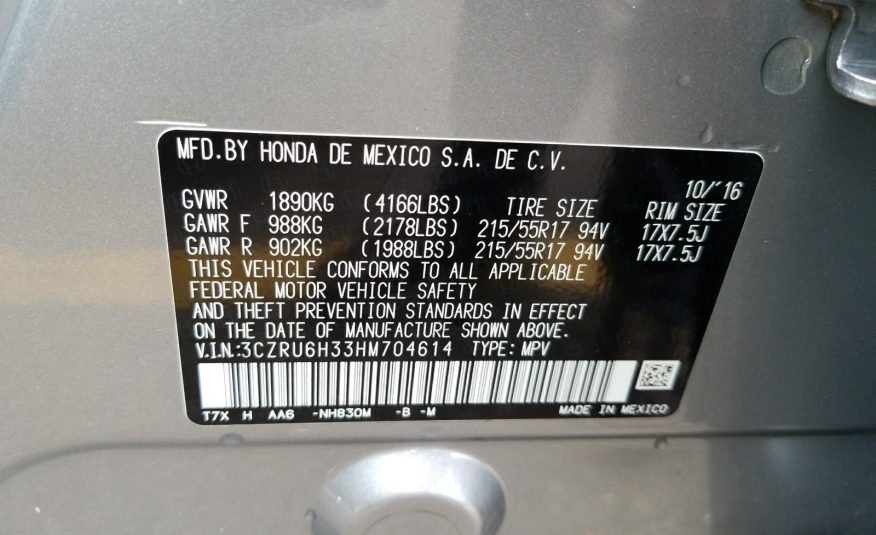 MFD.BY HONDA DE MEXICO S.A. DE C.V.
10/'16
GVWR 1890KG (4166LBS) TIRE SIZE RIM SIZE
GAWR F 988KG (2178LBS) 215/55R17 94V 17X7.5J
GAWR R 902KG (1988LBS) 215/55R17 94V 17X7.5J
THIS VEHICLE CONFORMS TO ALL APPLICABLE
FEDERAL MOTOR VEHICLE SAFETY
AND THEFT PREVENTION STANDARDS IN EFFECT
ON THE DATE OF MANUFACTURE SHOWN ABOVE.
V.I.N:3CZRU6H33HM704614 TYPE: MPV
T7X H AA6 -NH830M -B -M MADE IN MEXICO